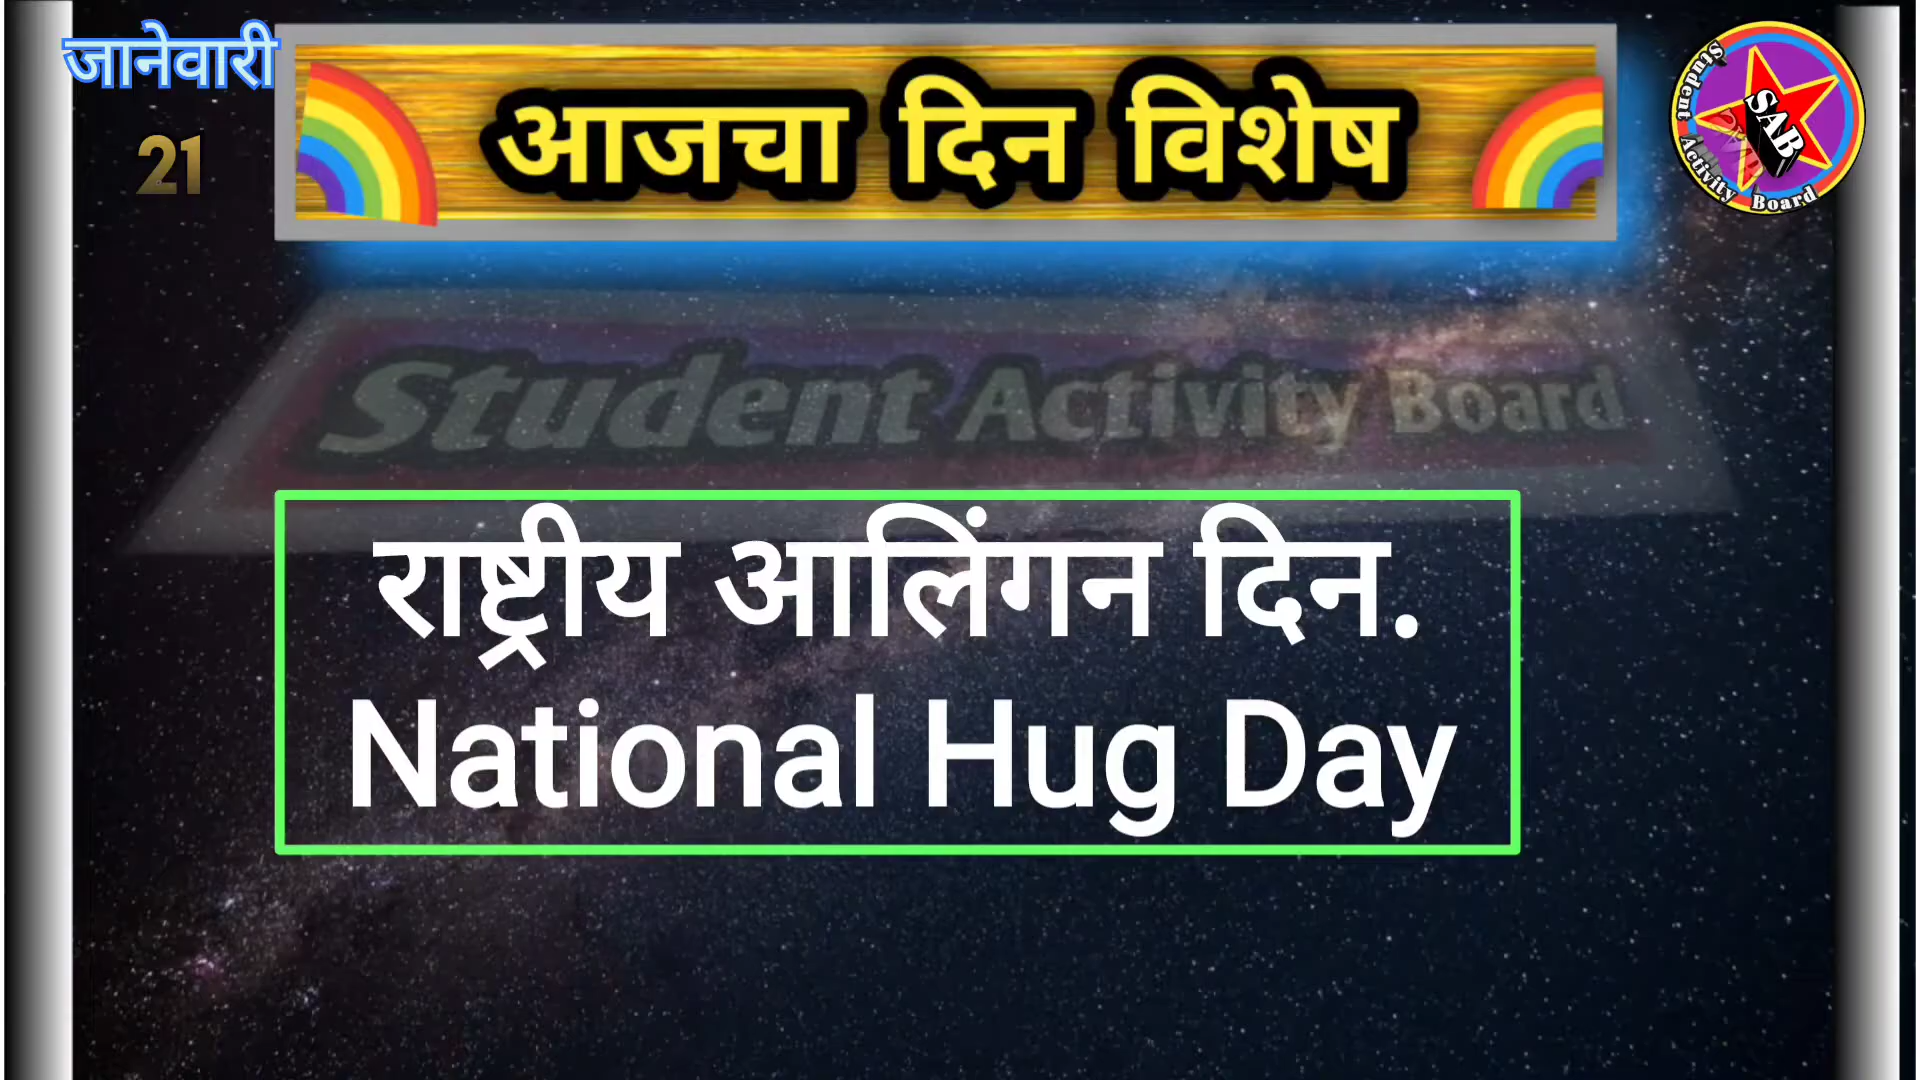 जानेवारी
21
आजचा दिन विशेष
Student Activity Board
SAB
Student Activity Board
राष्ट्रीय आलिंगन दिन.
National Hug Day